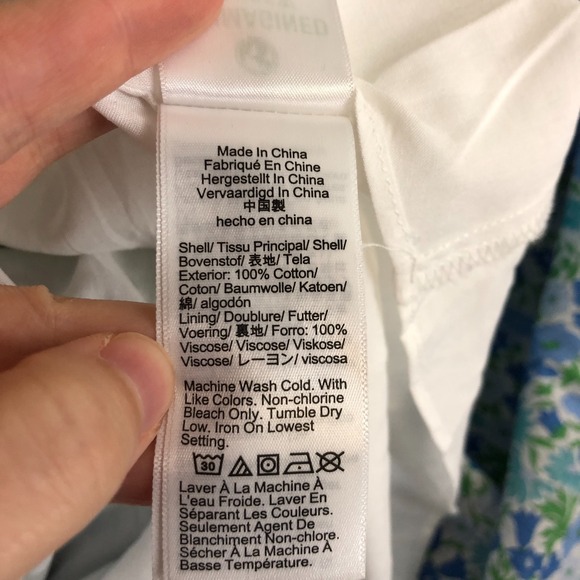 IMAGINED
Made In China
Fabriqué En Chine
Hergestellt In China
Vervaardigd In China
中国製
hecho en china
Shell/ Tissu Principal/ Shell/
Bovenstof/ 表地/ Tela
Exterior: 100% Cotton/
Coton/ Baumwolle/ Katoen/
綿/ algodón
Lining/ Doublure/ Futter/
Voering/ 裏地/ Forro: 100%
Viscose/ Viscose/ Viskose/
Viscose/ レーヨン/ viscosa
Machine Wash Cold. With
Like Colors. Non-chlorine
Bleach Only. Tumble Dry
Low. Iron On Lowest
Setting.
30
Laver À La Machine À
L'eau Froide. Laver En
Séparant Les Couleurs.
Seulement Agent De
Blanchiment Non-chlore.
Sécher À La Machine À
Basse Température.